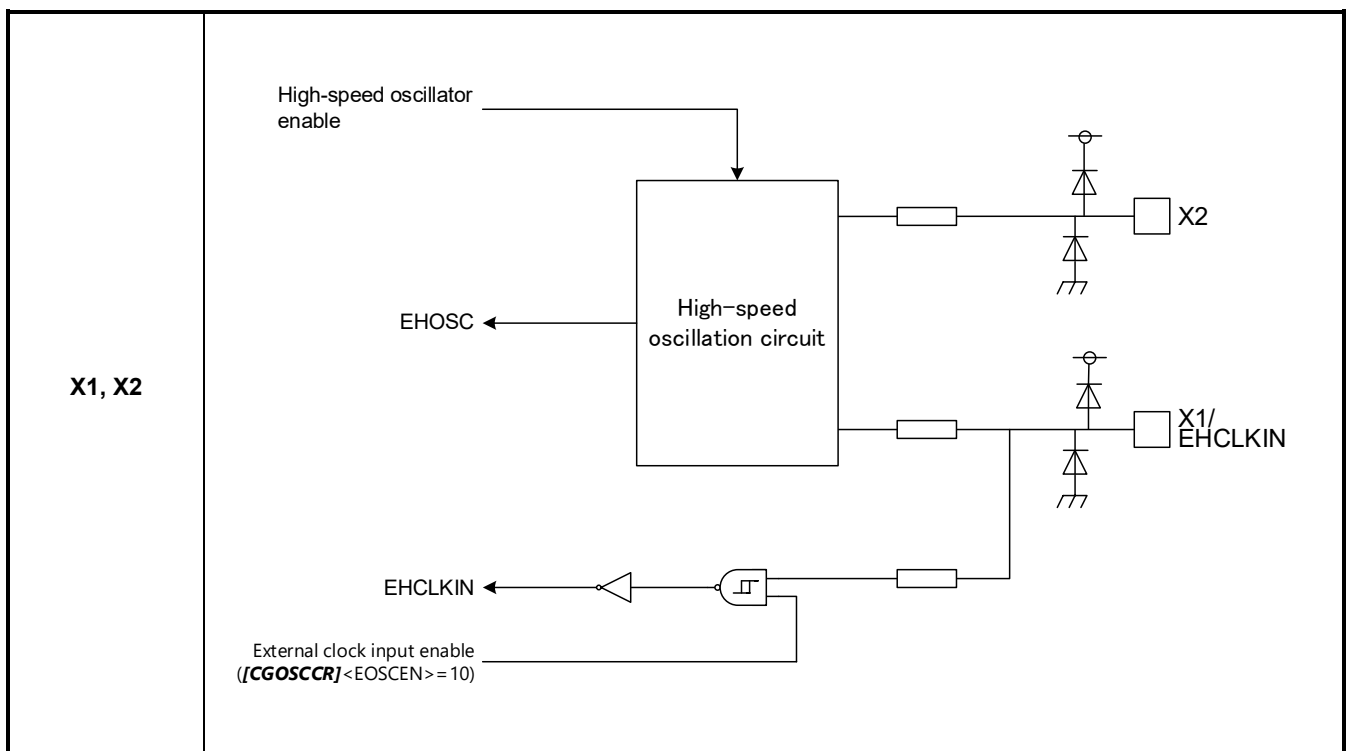 X1, X2
High-speed oscillator
enable
X2
High-speed
oscillation circuit
EHOSC
X1/
EHCLKIN
EHCLKIN
External clock input enable
([CGOSCCR]<EOSCEN>=10)